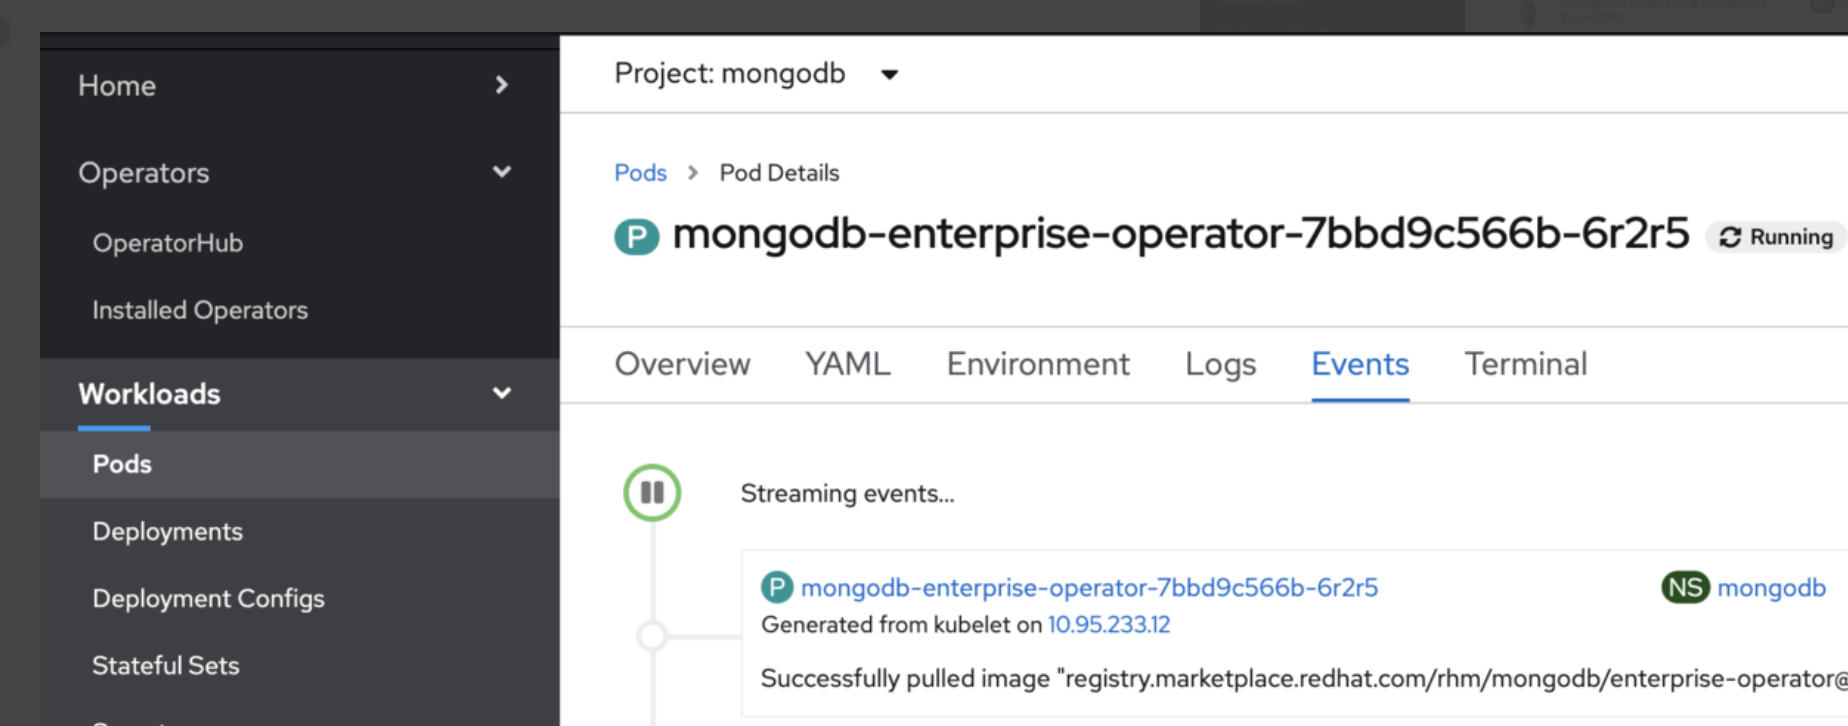 Home
Operators
OperatorHub
Installed Operators
Workloads
Pods
Deployments
Deployment Configs
Stateful Sets
Project: mongodb
Pods > Pod Details
P mongodb-enterprise-operator-7bbd9c566b-6r2r5 Running
Overview YAML Environment Logs Events Terminal
Streaming events...
P mongodb-enterprise-operator-7bbd9c566b-6r2r5 NS mongodb
Generated from kubelet on 10.95.233.12
Successfully pulled image "registry.marketplace.redhat.com/rhm/mongodb/enterprise-operator@